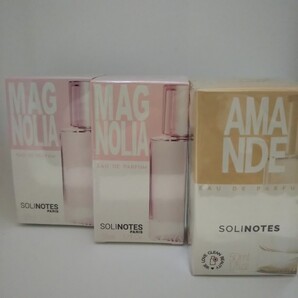 MAG
NOLIA
SOLINOTES
PARIS
MAG
NOLIA
EAU DE PARFUM
SOLINOTES
PARIS
AMA
NDE
EAU DE PARFUM
SOLINOTES